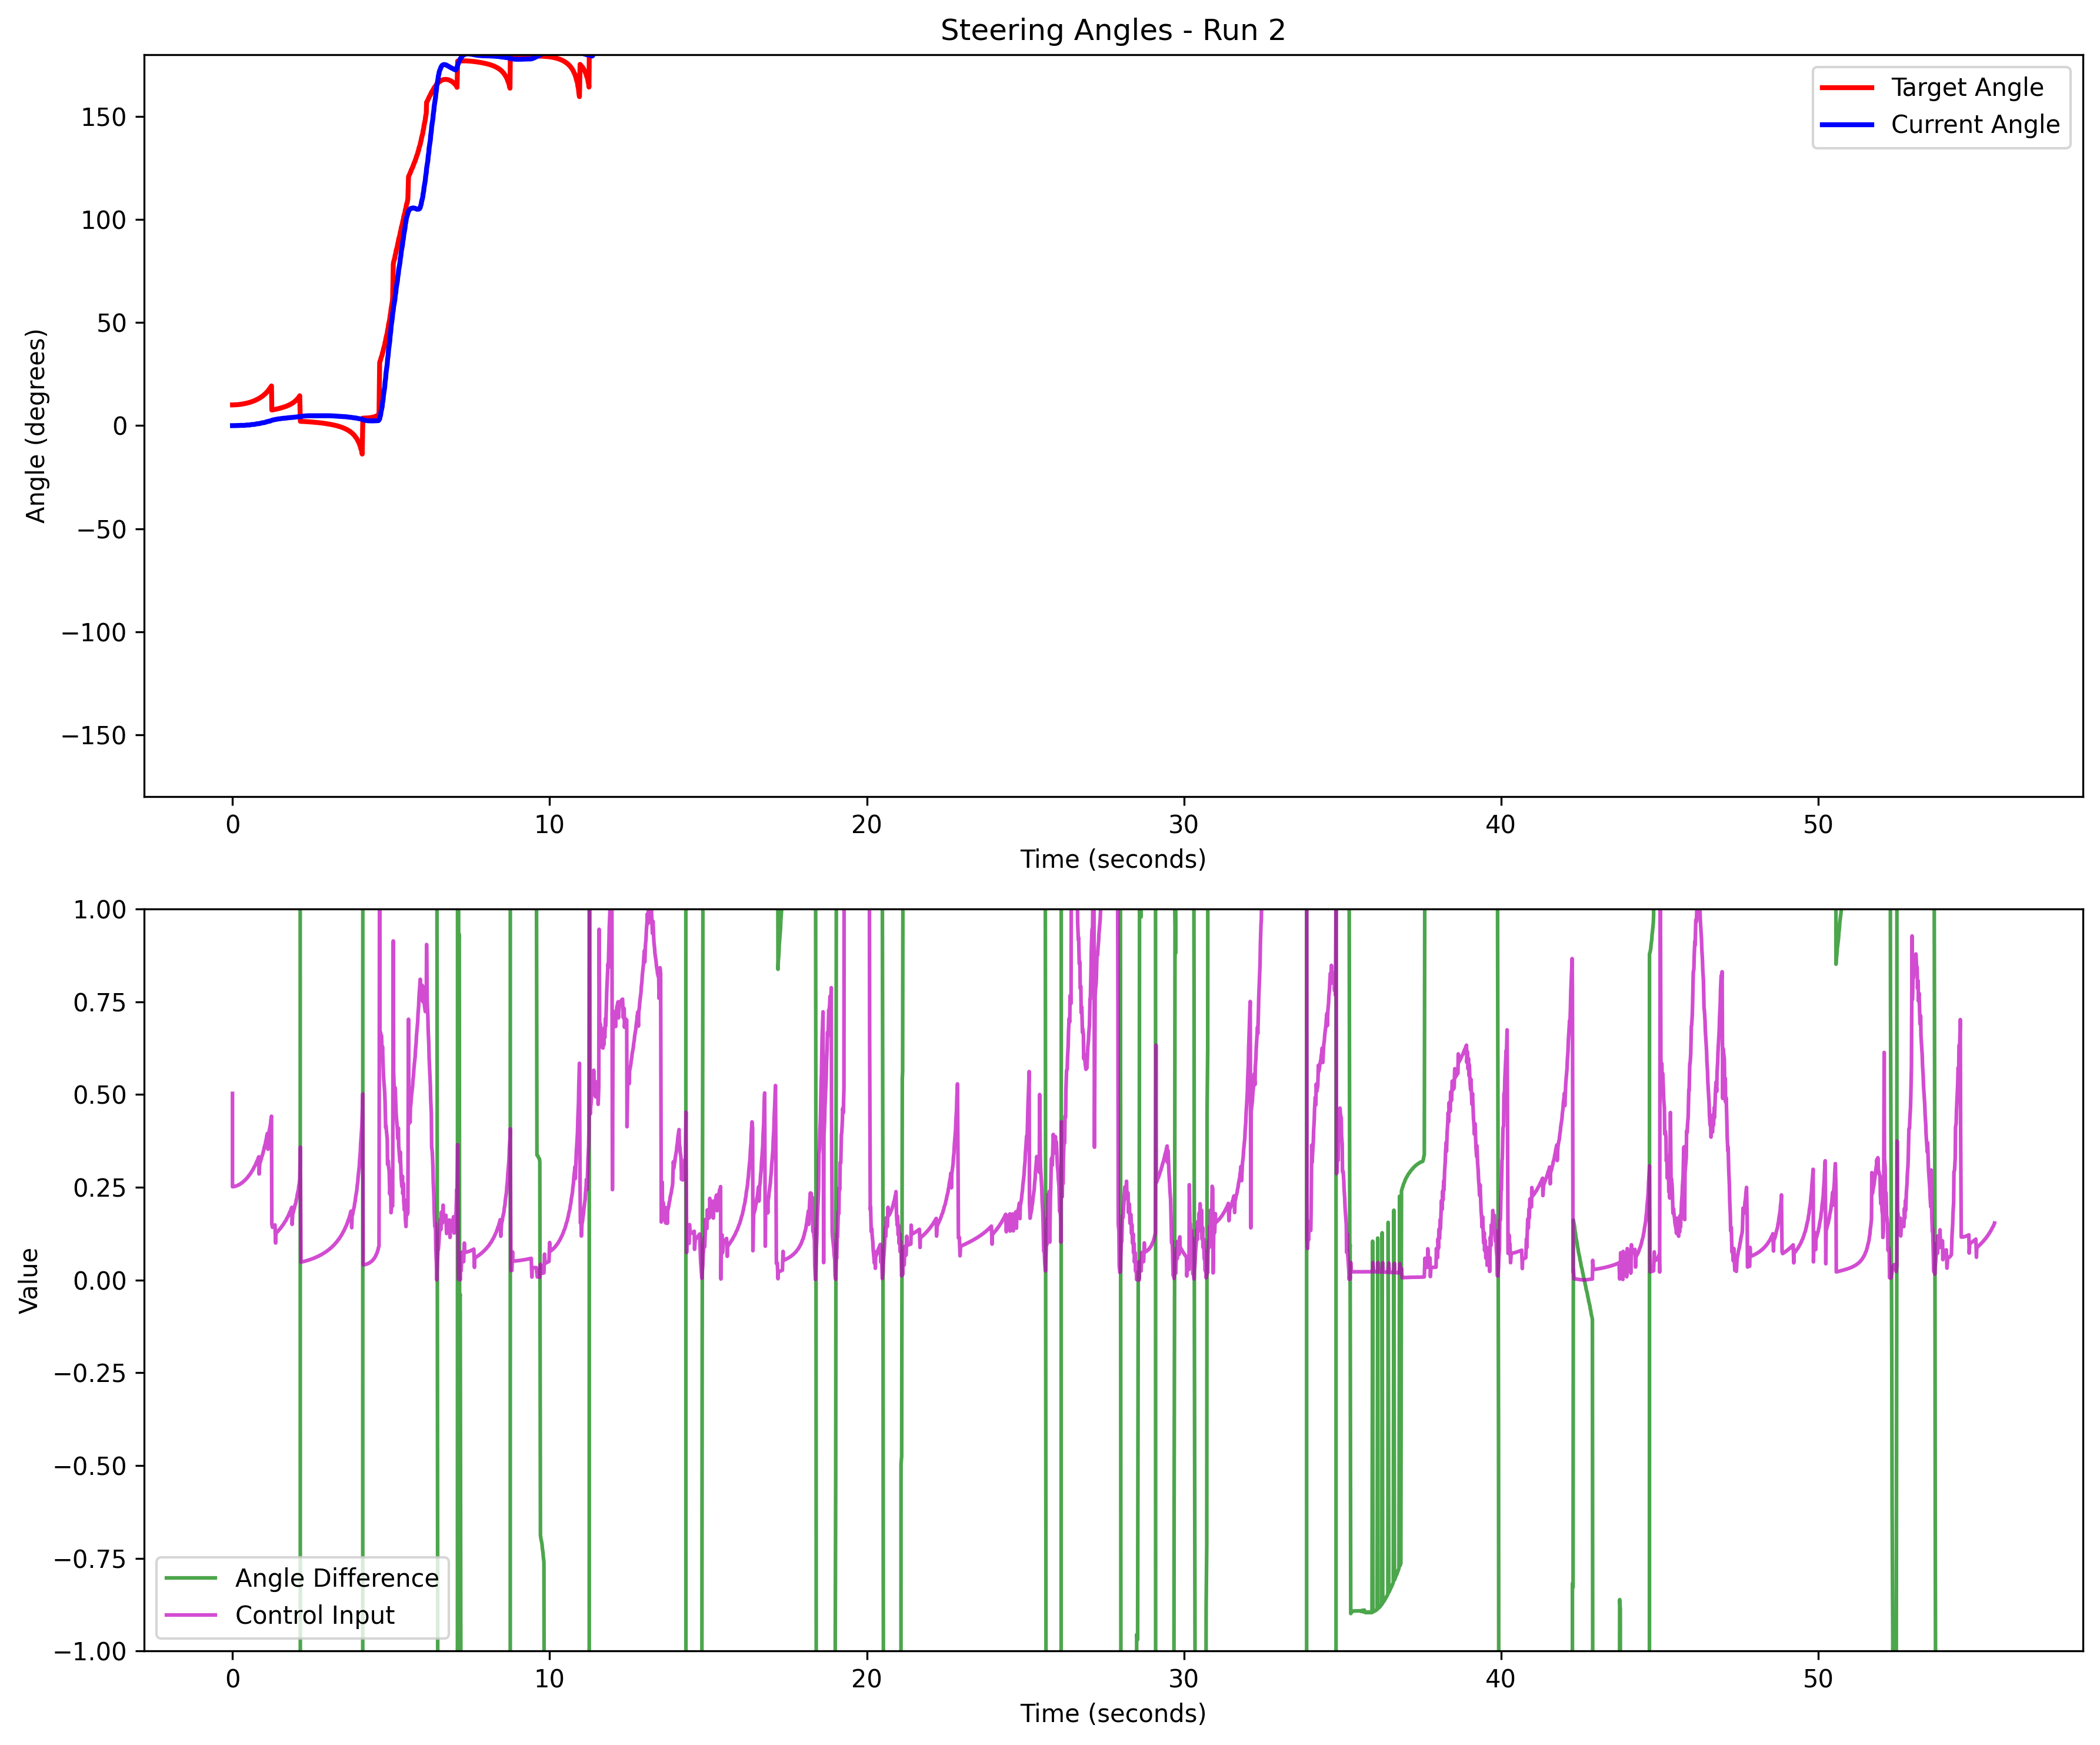 Steering Angles - Run 2
Target Angle
Current Angle
Angle (degrees)
150
100
50
0
−50
−100
−150
0 10 20 30 40 50
Time (seconds)
Value
1.00
0.75
0.50
0.25
0.00
−0.25
−0.50
−0.75
−1.00
Angle Difference
Control Input
0 10 20 30 40 50
Time (seconds)